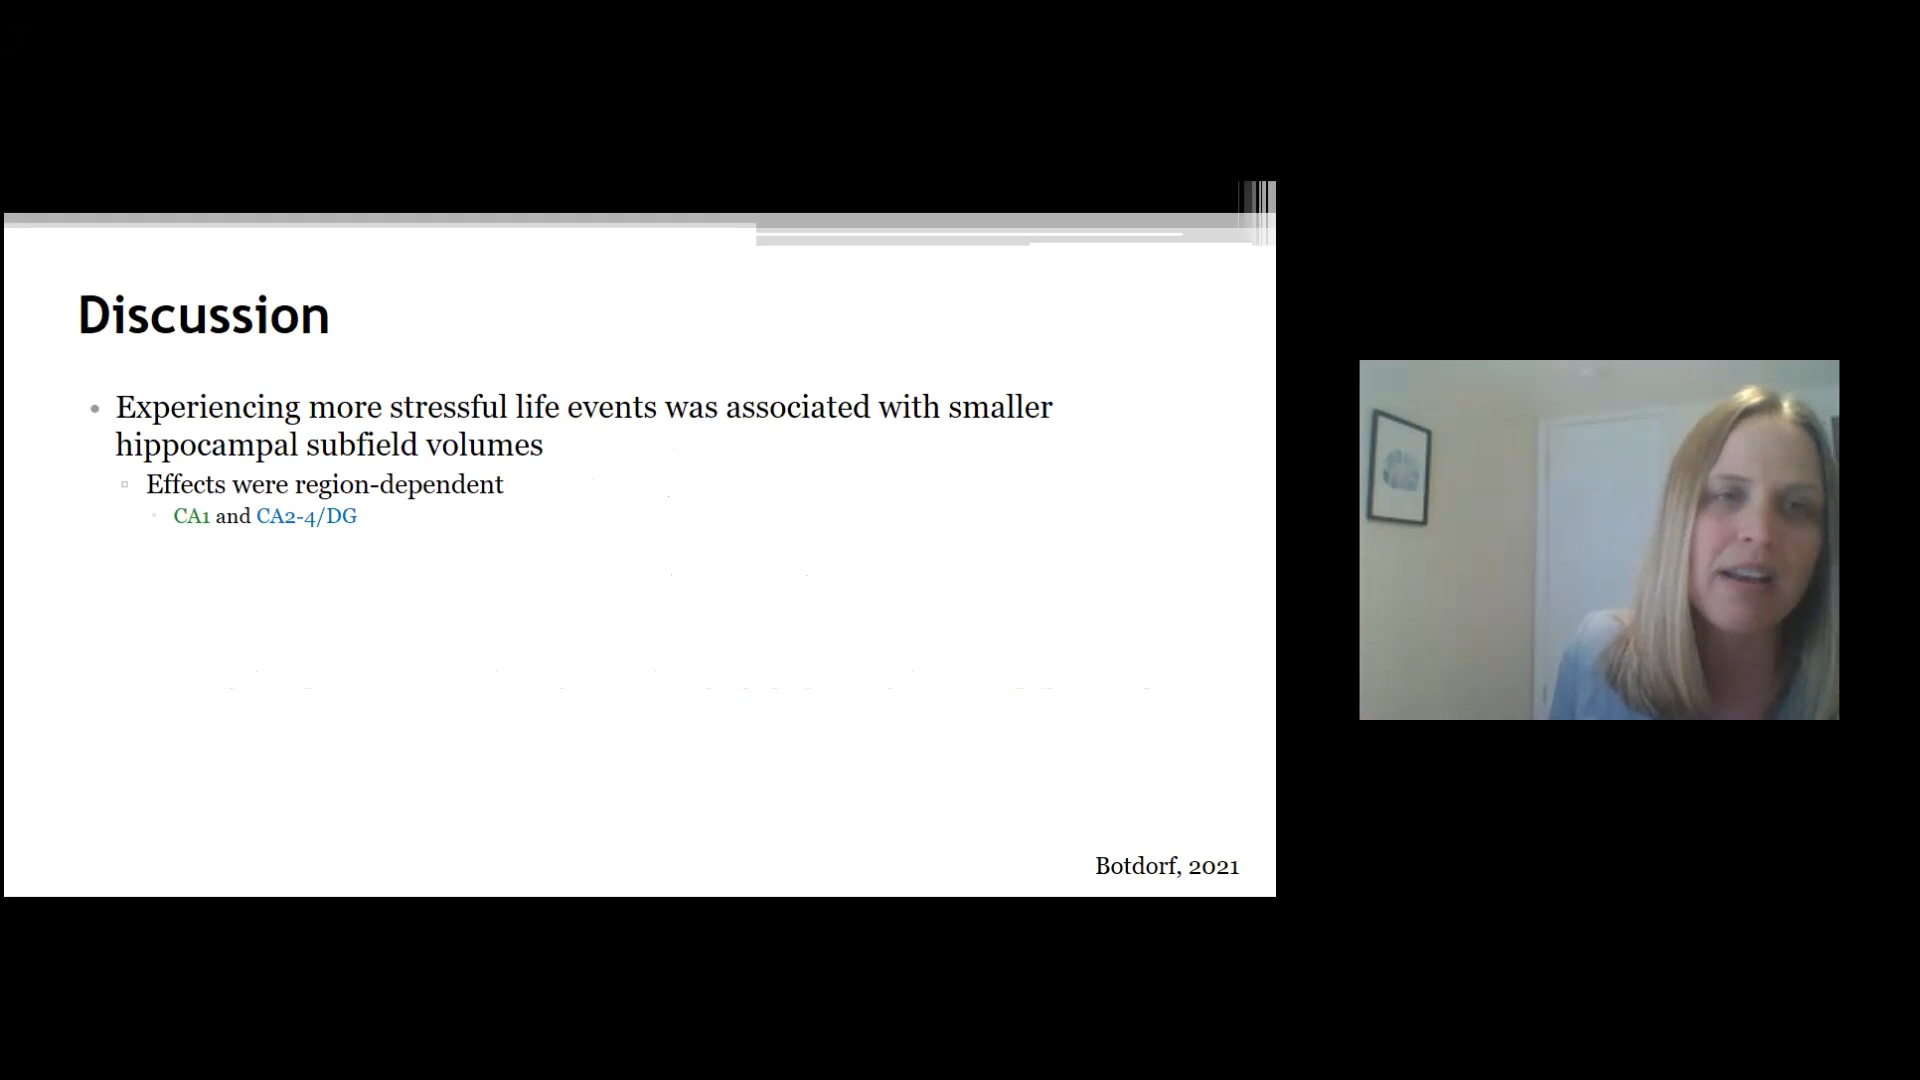 Discussion
Experiencing more stressful life events was associated with smaller
hippocampal subfield volumes
Effects were region-dependent
CA1 and CA2-4/DG
Botdorf, 2021